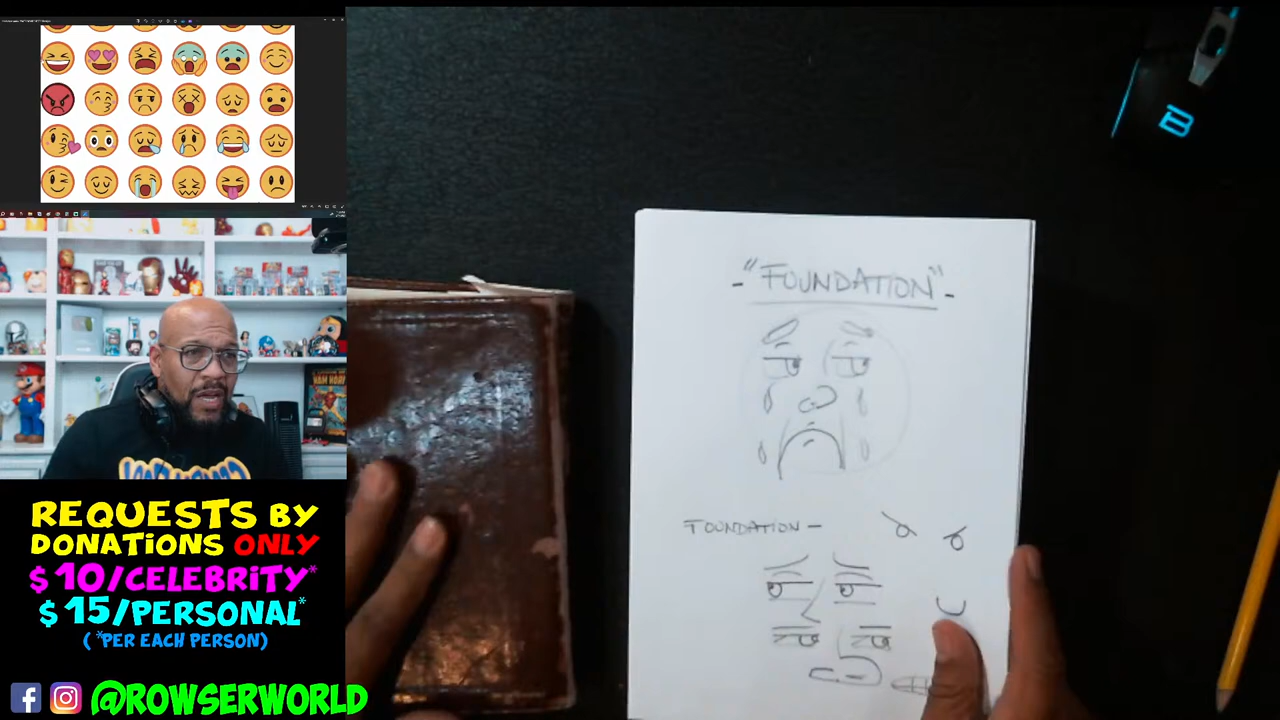 REQUESTS BY
DONATIONS ONLY
$10/CELEBRITY*
$15/PERSONAL*
(*PER EACH PERSON)
@ROWSERWORLD
-"FOUNDATION"-
FOUNDATION -